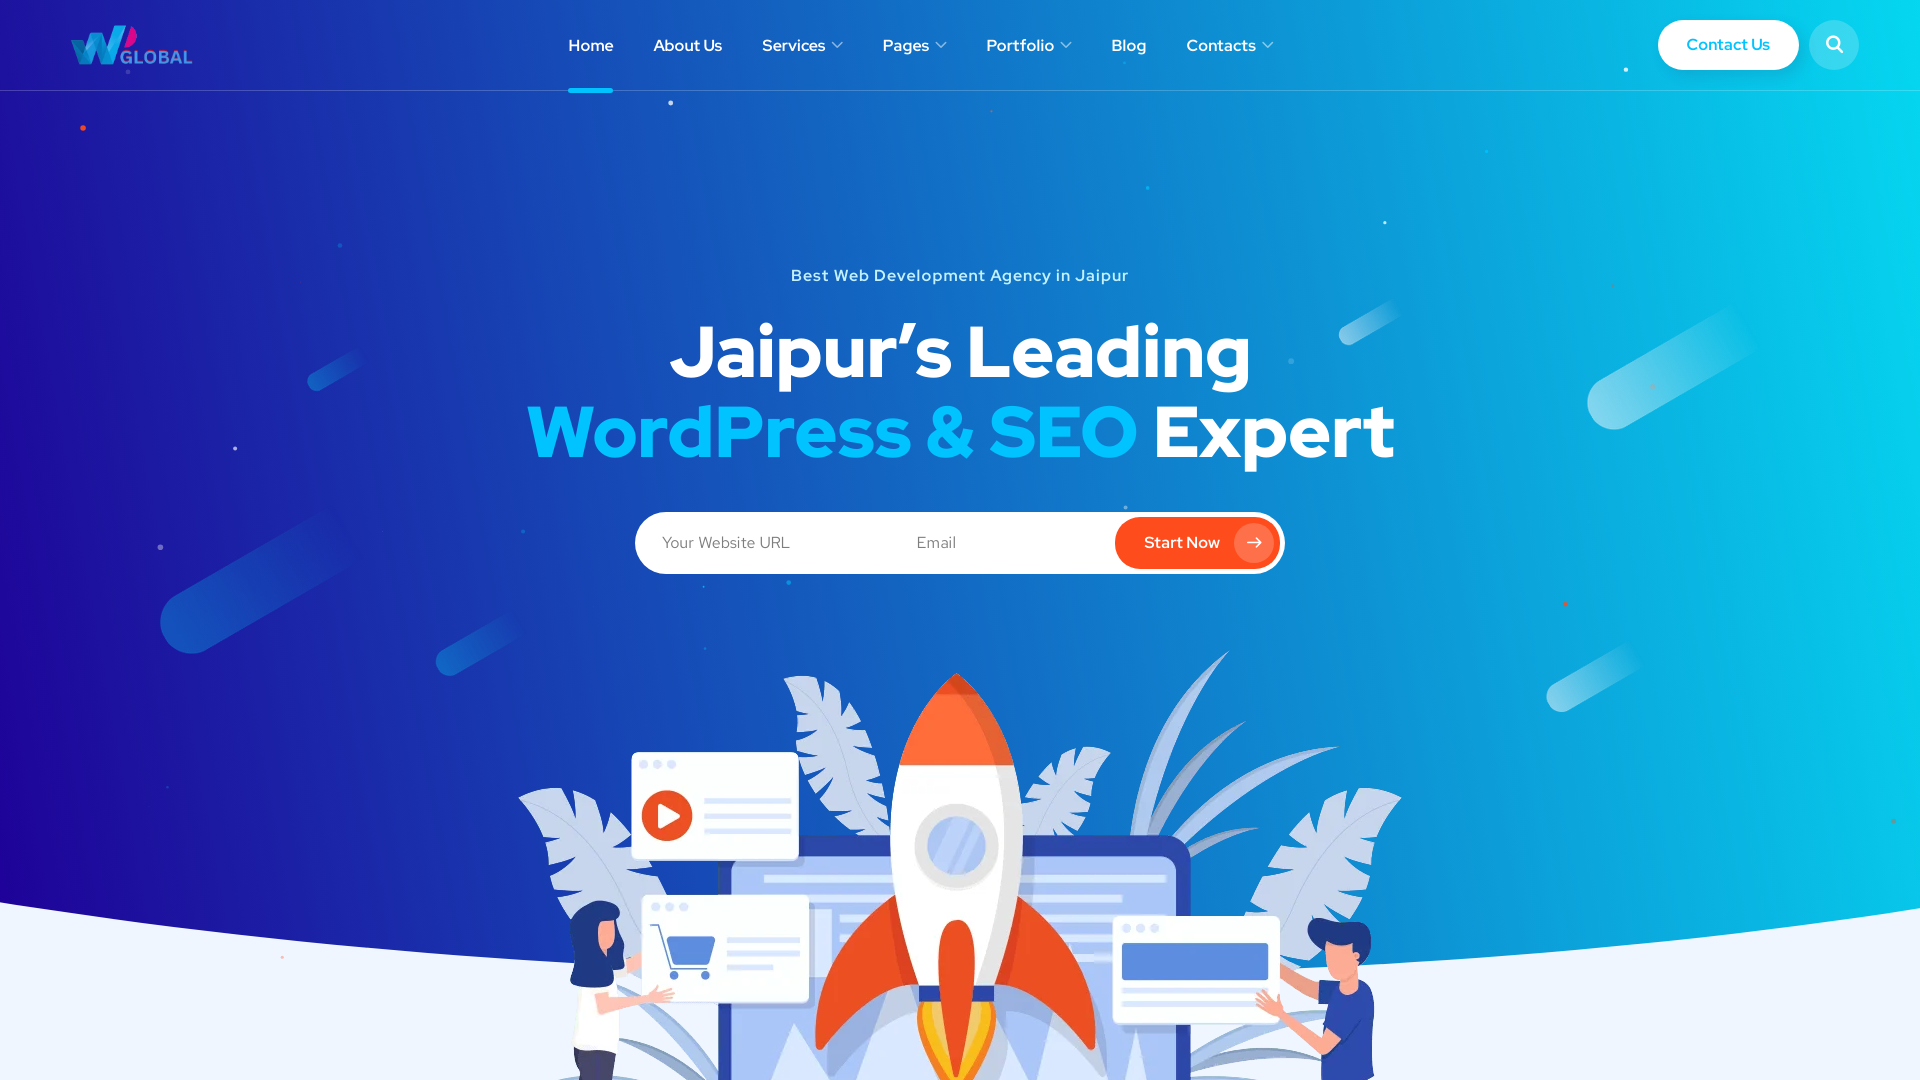 W GLOBAL
Home About Us Services Pages Portfolio Blog Contacts Contact Us
Best Web Development Agency in Jaipur
Jaipur’s Leading
WordPress & SEO Expert
Your Website URL Email Start Now